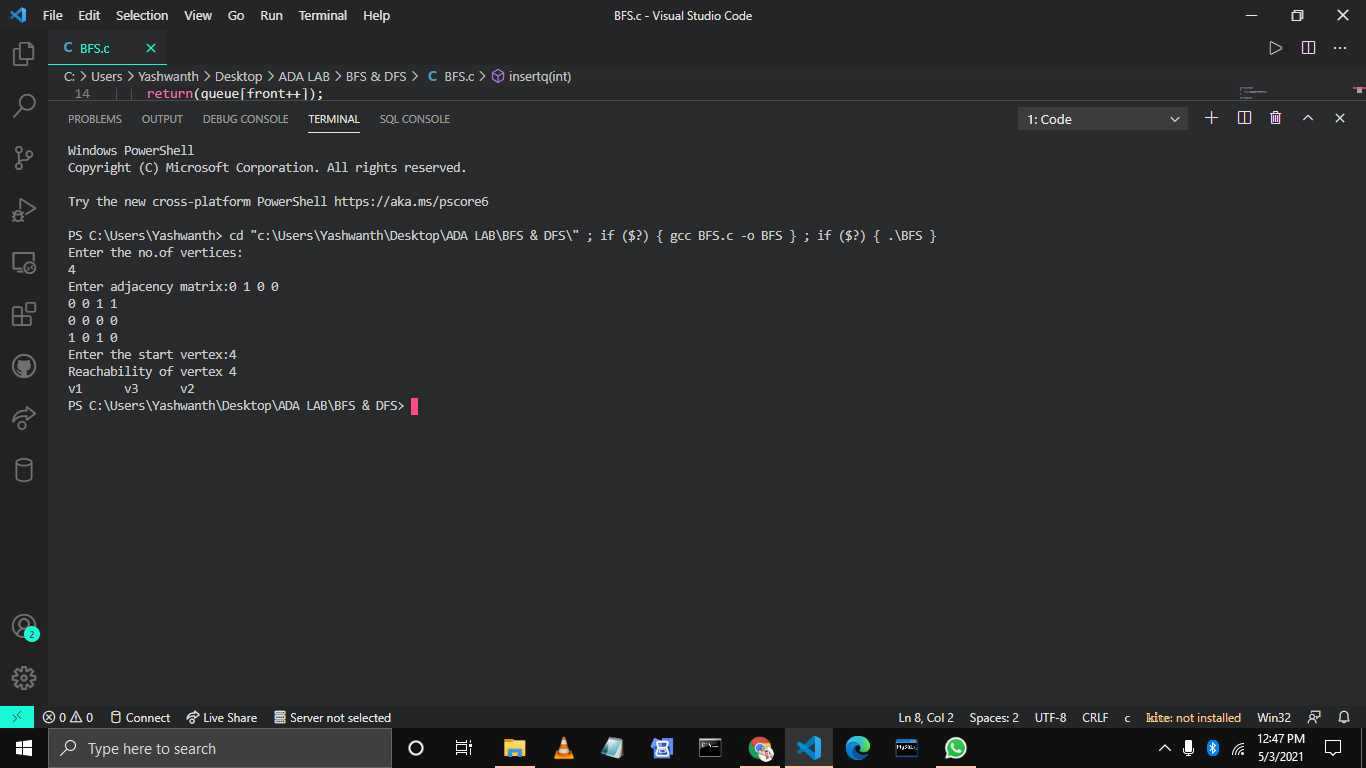 File Edit Selection View Go Run Terminal Help BFS.c - Visual Studio Code
C BFS.c
C: > Users > Yashwanth > Desktop > ADA LAB > BFS & DFS > C BFS.c > insertq(int)
14 return(queue[front++]);
PROBLEMS OUTPUT DEBUG CONSOLE TERMINAL SQL CONSOLE 1: Code
Windows PowerShell
Copyright (C) Microsoft Corporation. All rights reserved.
Try the new cross-platform PowerShell https://aka.ms/pscore6
PS C:\Users\Yashwanth> cd "c:\Users\Yashwanth\Desktop\ADA LAB\BFS & DFS\" ; if ($?) { gcc BFS.c -o BFS } ; if ($?) { .\BFS }
Enter the no.of vertices:
4
Enter adjacency matrix:0 1 0 0
0 0 1 1
0 0 0 0
1 0 1 0
Enter the start vertex:4
Reachability of vertex 4
v1 v3 v2
PS C:\Users\Yashwanth\Desktop\ADA LAB\BFS & DFS>
2
0 0 Connect Live Share Server not selected Ln 8, Col 2 Spaces: 2 UTF-8 CRLF C kite: not installed Win32
Type here to search
12:47 PM
5/3/2021